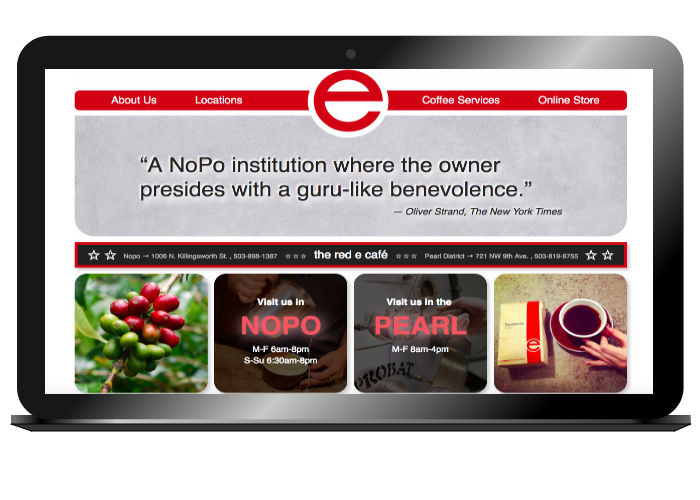 About Us Locations e Coffee Services Online Store
“A NoPo institution where the owner
presides with a guru-like benevolence.”
— Oliver Strand, The New York Times
Nopo → 1006 N. Killingsworth St. , 503-998-1387 the red e café Pearl District → 721 NW 9th Ave. , 503-819-9755
Visit us in
NOPO
M-F 6am-8pm
S-Su 6:30am-8pm
Visit us in the
PEARL
M-F 8am-4pm
PROBAT
e